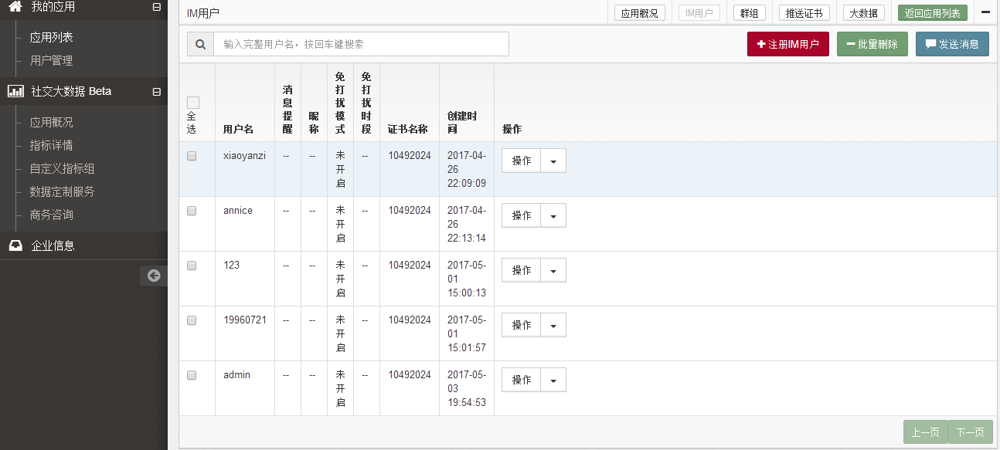 我的应用
应用列表
用户管理
社交大数据 Beta
应用概况
指标详情
自定义指标组
数据定制服务
商务咨询
企业信息
IM用户
应用概况
IM用户
群组
推送证书
大数据
返回应用列表
输入完整用户名，按回车键搜索
注册IM用户
批量删除
发送消息
全
选
用户名
消
息
提
醒
昵
称
免
打
扰
模
式
免
打
扰
时
段
证书名称
创建时
间
操作
xiaoyanzi -- -- 未 -- 10492024 2017-04- 操作
开 26
启 22:09:09
annice -- -- 未 -- 10492024 2017-04- 操作
开 26
启 22:13:14
123 -- -- 未 -- 10492024 2017-05- 操作
开 01
启 15:00:13
19960721 -- -- 未 -- 10492024 2017-05- 操作
开 01
启 15:01:57
admin -- -- 未 -- 10492024 2017-05- 操作
开 03
启 19:54:53
上一页
下一页